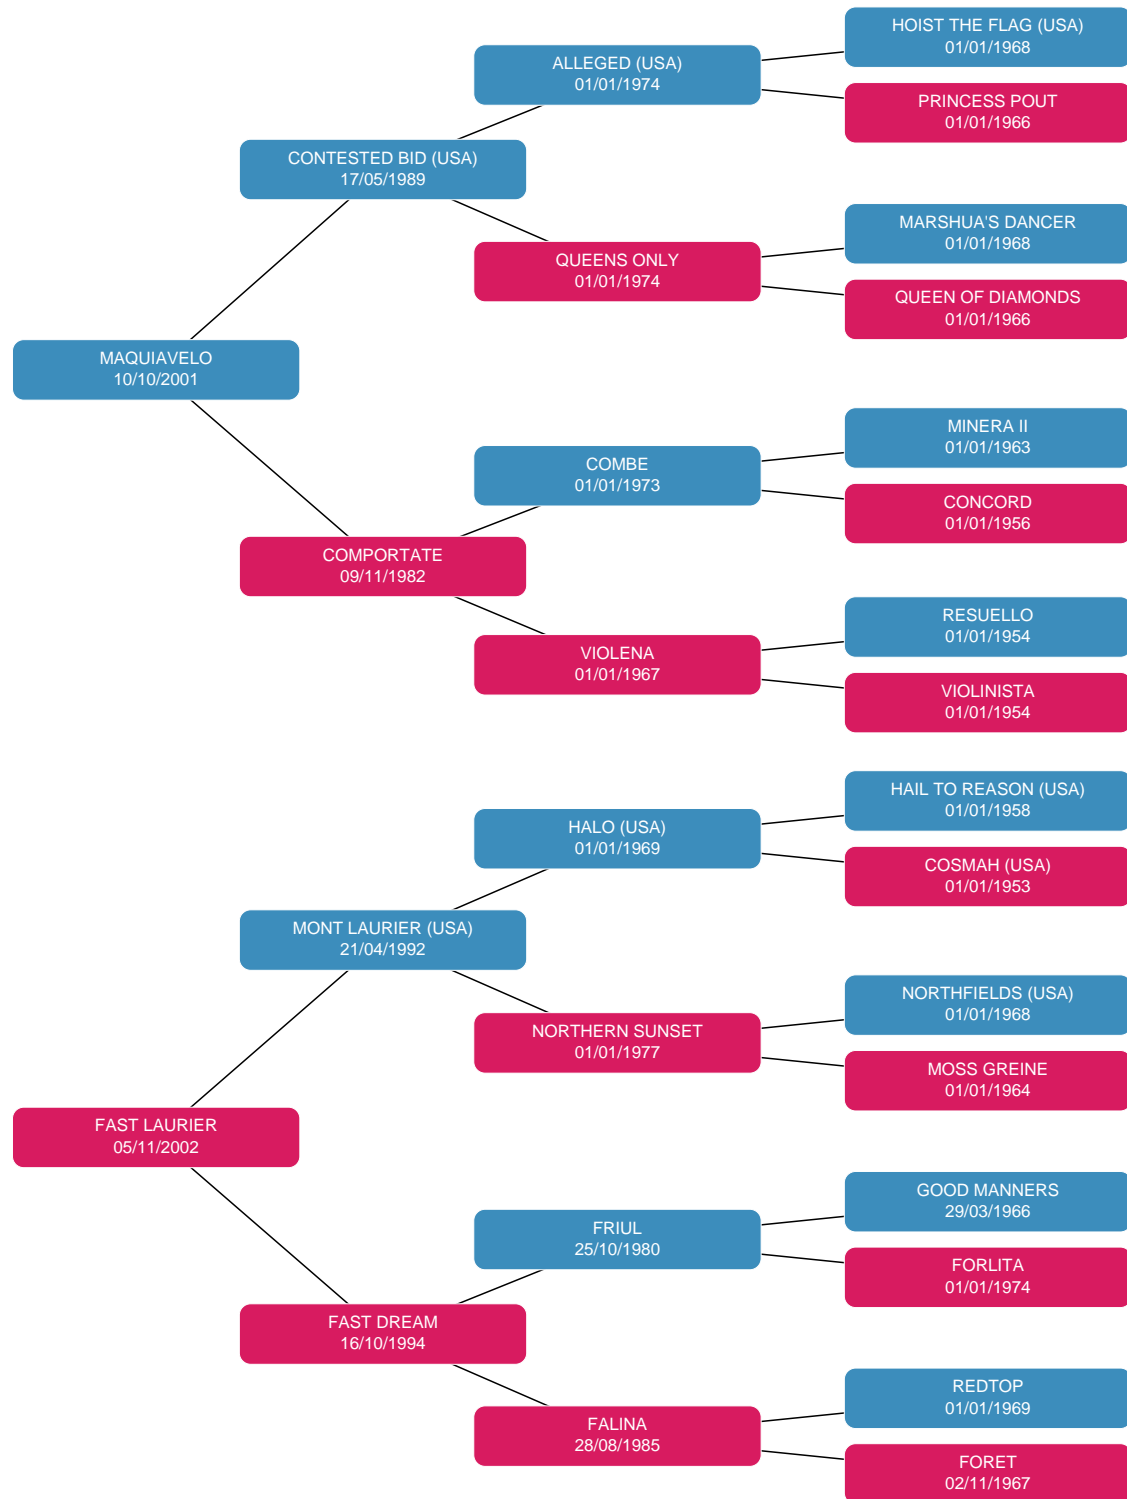 HOIST THE FLAG (USA)
01/01/1968
ALLEGED (USA)
01/01/1974
PRINCESS POUT
01/01/1966
CONTESTED BID (USA)
17/05/1989
MARSHUA'S DANCER
01/01/1968
QUEENS ONLY
01/01/1974
QUEEN OF DIAMONDS
01/01/1966
MAQUIAVELO
10/10/2001
MINERA II
01/01/1963
COMBE
01/01/1973
CONCORD
01/01/1956
COMPORTATE
09/11/1982
RESUELLO
01/01/1954
VIOLENA
01/01/1967
VIOLINISTA
01/01/1954
HAIL TO REASON (USA)
01/01/1958
HALO (USA)
01/01/1969
COSMAH (USA)
01/01/1953
MONT LAURIER (USA)
21/04/1992
NORTHFIELDS (USA)
01/01/1968
NORTHERN SUNSET
01/01/1977
MOSS GREINE
01/01/1964
FAST LAURIER
05/11/2002
GOOD MANNERS
29/03/1966
FRIUL
25/10/1980
FORLITA
01/01/1974
FAST DREAM
16/10/1994
REDTOP
01/01/1969
FALINA
28/08/1985
FORET
02/11/1967